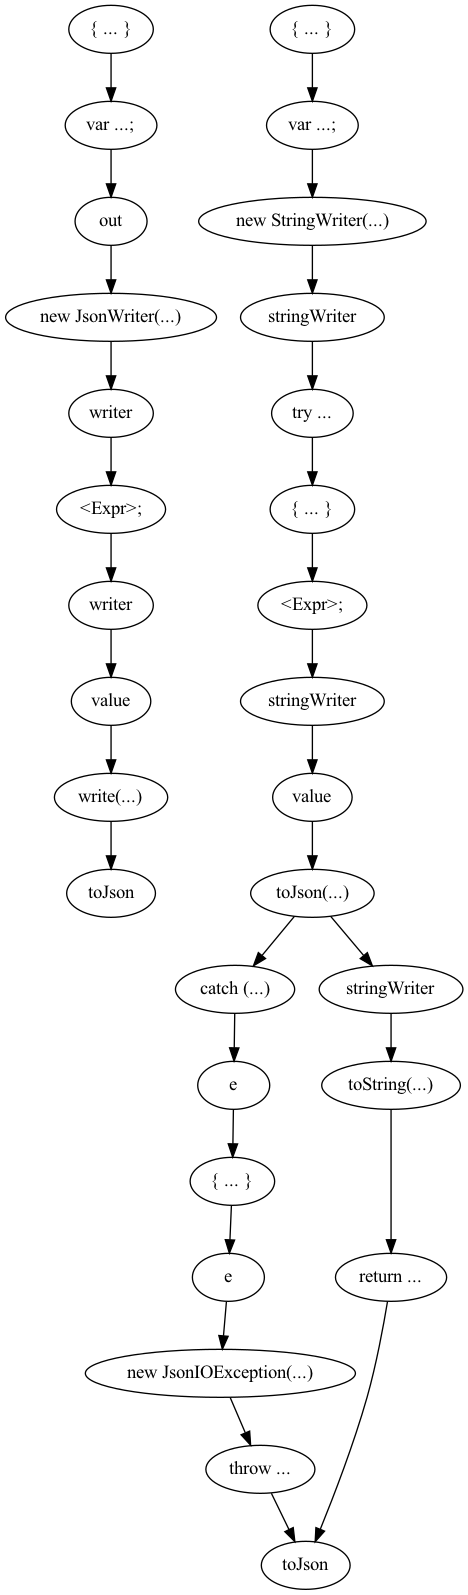 { ... }
var ...;
out
new JsonWriter(...)
writer
<Expr>;
writer
value
write(...)
toJson
{ ... }
var ...;
new StringWriter(...)
stringWriter
try ...
{ ... }
<Expr>;
stringWriter
value
toJson(...)
catch (...)
e
{ ... }
e
new JsonIOException(...)
throw ...
stringWriter
toString(...)
return ...
toJson